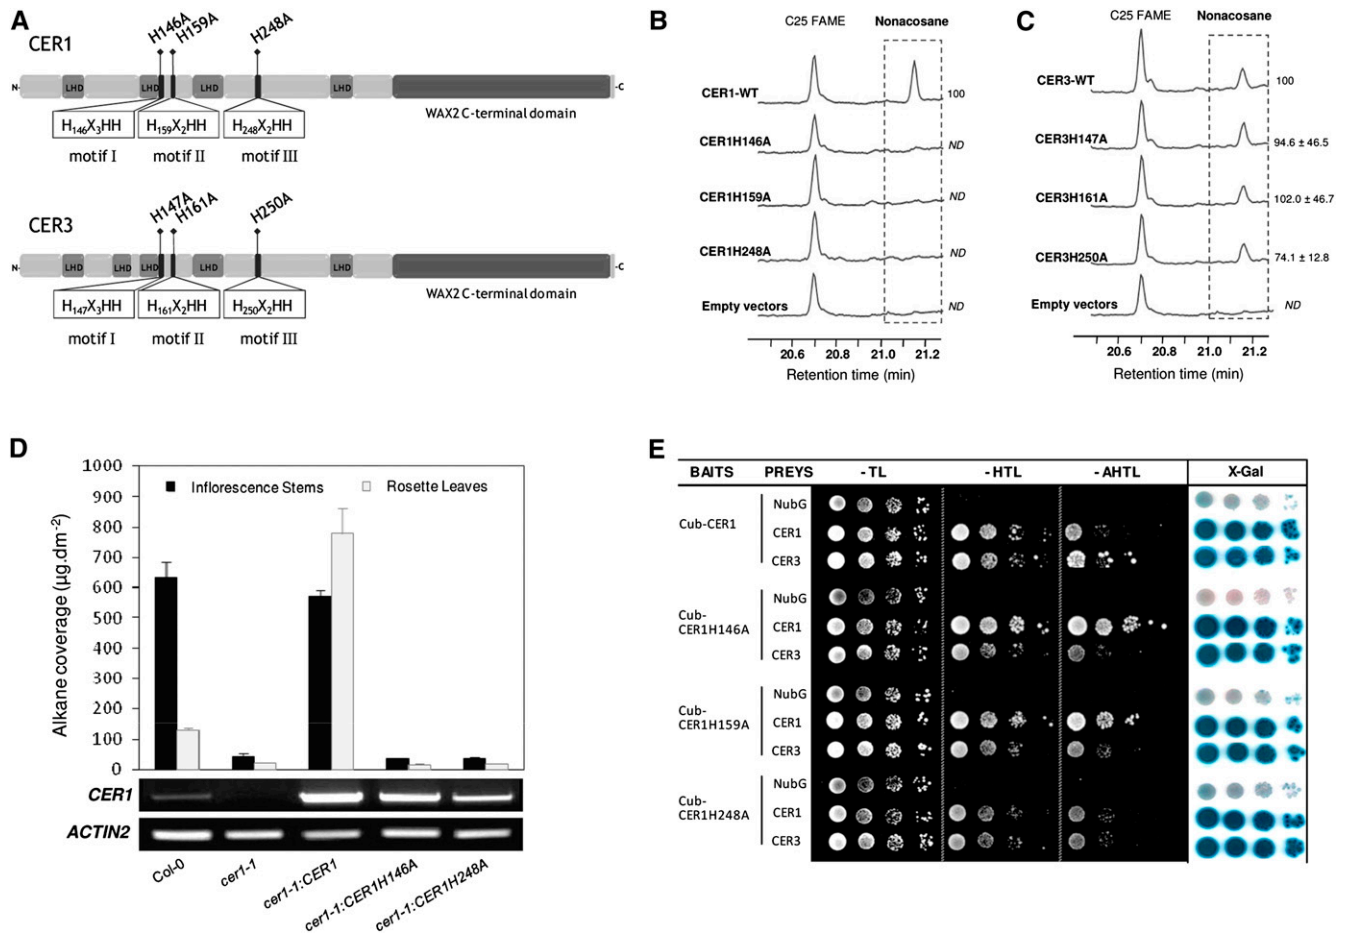 A
CER1
H146A
H159A
H248A
N-
LHD
LHD
LHD
LHD
-C
WAX2 C-terminal domain
H146X3HH
H159X2HH
H248X2HH
motif I
motif II
motif III
CER3
H147A
H161A
H250A
N-
LHD
LHD
LHD
LHD
LHD
-C
WAX2 C-terminal domain
H147X3HH
H161X2HH
H250X2HH
motif I
motif II
motif III
B
C25 FAME
Nonacosane
CER1-WT
100
CER1H146A
ND
CER1H159A
ND
CER1H248A
ND
Empty vectors
ND
20.6 20.8 21.0 21.2
Retention time (min)
C
C25 FAME
Nonacosane
CER3-WT
100
CER3H147A
94.6 ± 46.5
CER3H161A
102.0 ± 46.7
CER3H250A
74.1 ± 12.8
Empty vectors
ND
20.6 20.8 21.0 21.2
Retention time (min)
D
Alkane coverage (µg.dm-2)
1000
900
800
700
600
500
400
300
200
100
0
Inflorescence Stems
Rosette Leaves
CER1
ACTIN2
Col-0
cer1-1
cer1-1:CER1
cer1-1:CER1H146A
cer1-1:CER1H248A
E
BAITS PREYS - TL - HTL - AHTL X-Gal
Cub-CER1
NubG
CER1
CER3
Cub-
CER1H146A
NubG
CER1
CER3
Cub-
CER1H159A
NubG
CER1
CER3
Cub-
CER1H248A
NubG
CER1
CER3